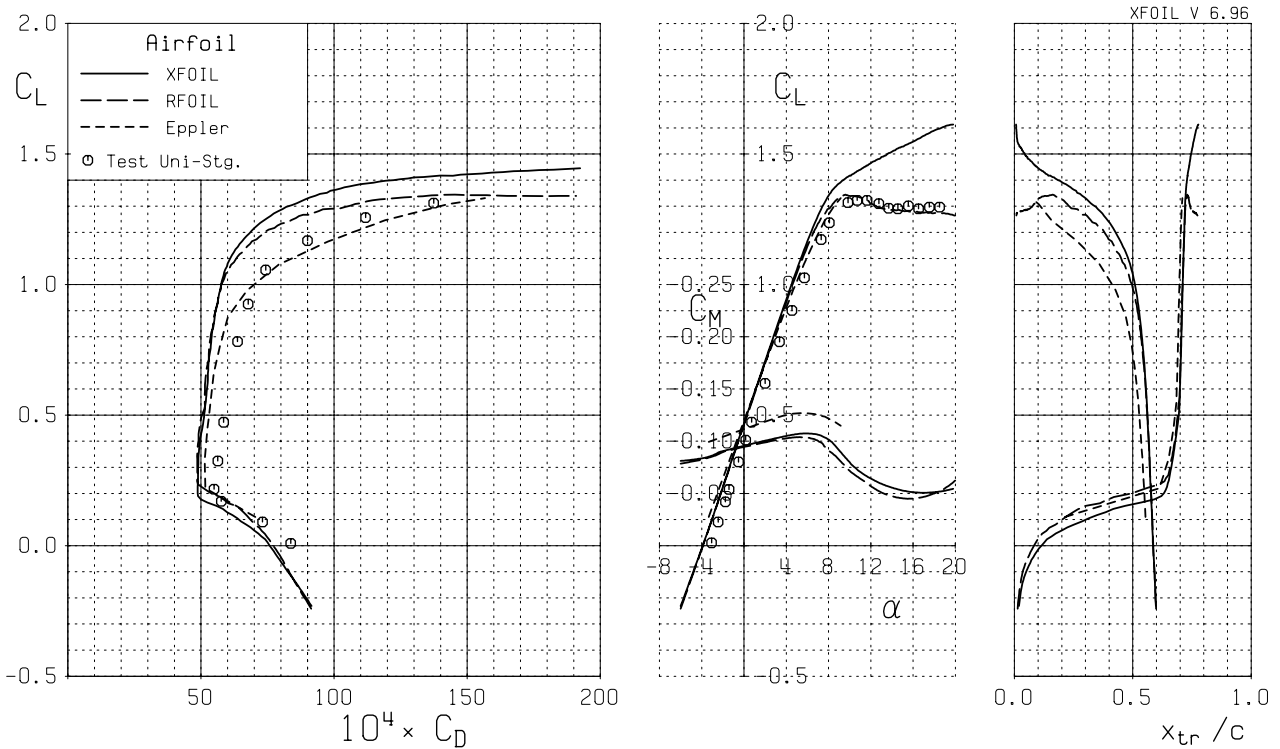 XFOIL V 6.96
2.0
C_L
1.5
1.0
0.5
0.0
-0.5
Airfoil
XFOIL
RFOIL
Eppler
Test Uni-Stg.
50
100
150
200
10^4 × C_D
2.0
C_L
1.5
-0.25 1.0
C_M
-0.20
-0.15
0.5
-0.10
-0.05
-8 -4 4 8 12 16 20
α
-0.5
0.0 0.5 1.0
x_tr /c